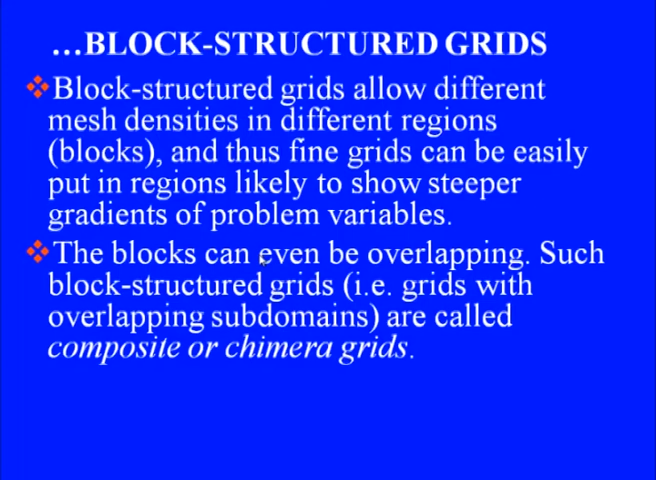 …BLOCK-STRUCTURED GRIDS
❖Block-structured grids allow different
mesh densities in different regions
(blocks), and thus fine grids can be easily
put in regions likely to show steeper
gradients of problem variables.
❖The blocks can even be overlapping. Such
block-structured grids (i.e. grids with
overlapping subdomains) are called
composite or chimera grids.